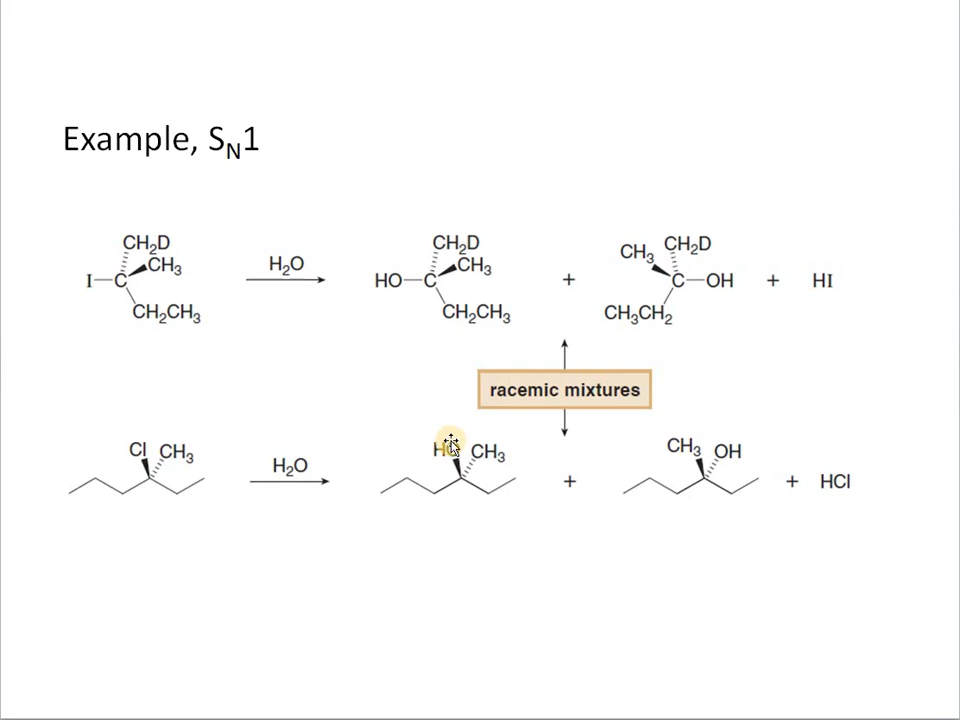 Example, SN1
CH2D
CH3
I—C
CH2CH3
H2O
CH2D
CH3
HO—C
CH2CH3
+
CH3 CH2D
C—OH
CH3CH2
+ HI
racemic mixtures
Cl CH3
H2O
HO CH3
+
CH3 OH
+ HCl